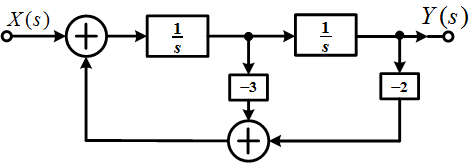 X(s) + 1/s 1/s Y(s)
−3 −2
+